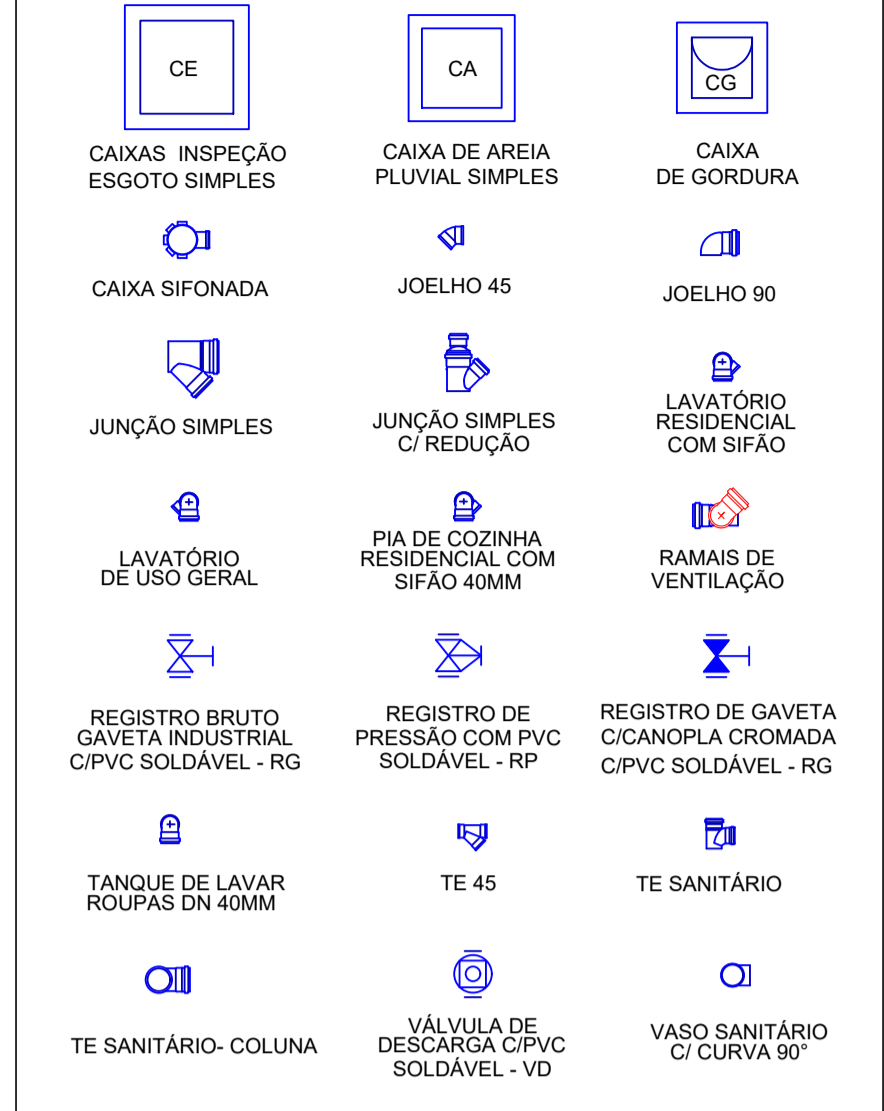 CE
CAIXAS INSPEÇÃO
ESGOTO SIMPLES
CA
CAIXA DE AREIA
PLUVIAL SIMPLES
CG
CAIXA
DE GORDURA
CAIXA SIFONADA
JOELHO 45
JOELHO 90
JUNÇÃO SIMPLES
JUNÇÃO SIMPLES
C/ REDUÇÃO
LAVATÓRIO
RESIDENCIAL
COM SIFÃO
LAVATÓRIO
DE USO GERAL
PIA DE COZINHA
RESIDENCIAL COM
SIFÃO 40MM
RAMAIS DE
VENTILAÇÃO
REGISTRO BRUTO
GAVETA INDUSTRIAL
C/PVC SOLDÁVEL - RG
REGISTRO DE
PRESSÃO COM PVC
SOLDÁVEL - RP
REGISTRO DE GAVETA
C/CANOPLA CROMADA
C/PVC SOLDÁVEL - RG
TANQUE DE LAVAR
ROUPAS DN 40MM
TE 45
TE SANITÁRIO
TE SANITÁRIO- COLUNA
VÁLVULA DE
DESCARGA C/PVC
SOLDÁVEL - VD
VASO SANITÁRIO
C/ CURVA 90°